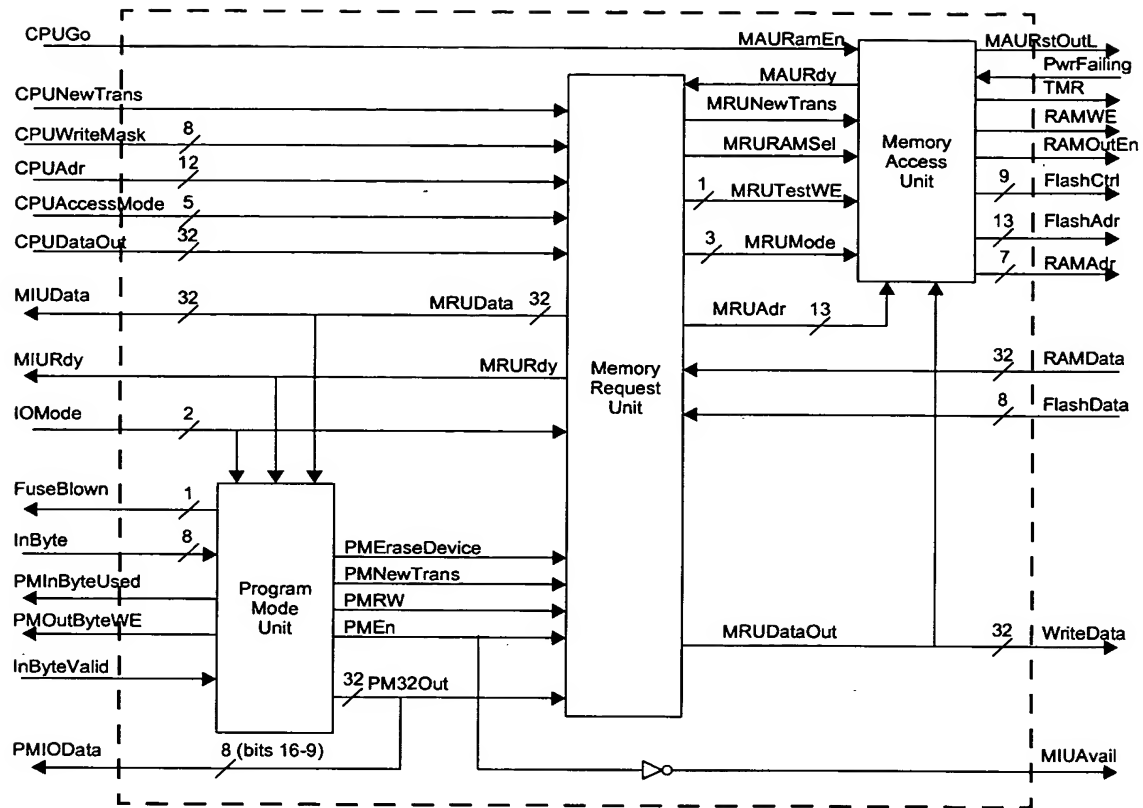 CPUGo
MAURamEn
MAURstOutL
MAURdy
PwrFailing
CPUNewTrans
MRUNewTrans
TMR
CPUWriteMask
8
RAMWE
CPUAdr
12
MRURAMSel
Memory
Access
Unit
RAMOutEn
CPUAccessMode
5
1
MRUTestWE
9
FlashCtrl
CPUDataOut
32
3
MRUMode
13
FlashAdr
7
RAMAdr
MIUData
32
MRUData
32
MRUAdr
13
MIURdy
MRURdy
Memory
Request
Unit
32
RAMData
IOMode
2
8
FlashData
FuseBlown
1
InByte
8
PMEraseDevice
PMInByteUsed
Program
Mode
Unit
PMNewTrans
PMOutByteWE
PMRW
PMEn
MRUDataOut
32
WriteData
InByteValid
32
PM32Out
PMIOData
8 (bits 16-9)
MIUAvail